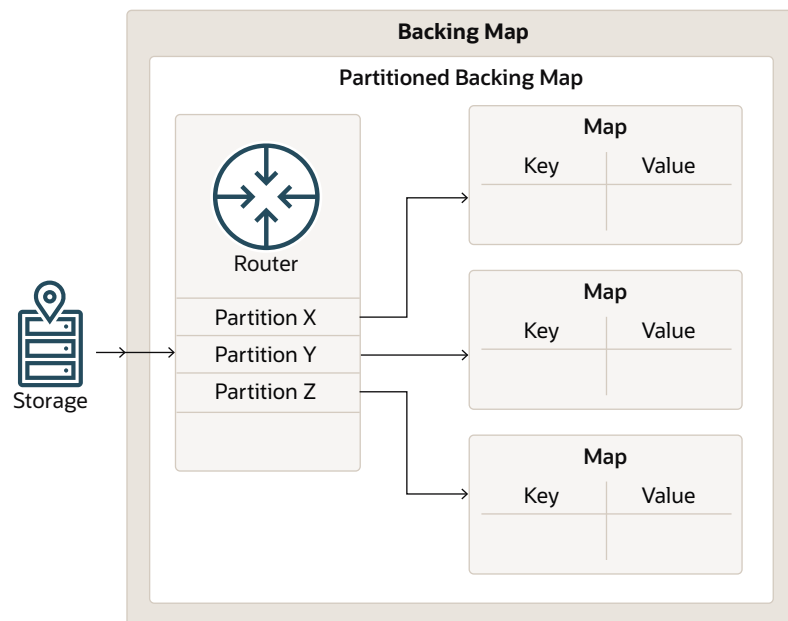 Backing Map
Partitioned Backing Map
Router
Partition X
Partition Y
Partition Z
Storage
Map
Key Value
Map
Key Value
Map
Key Value